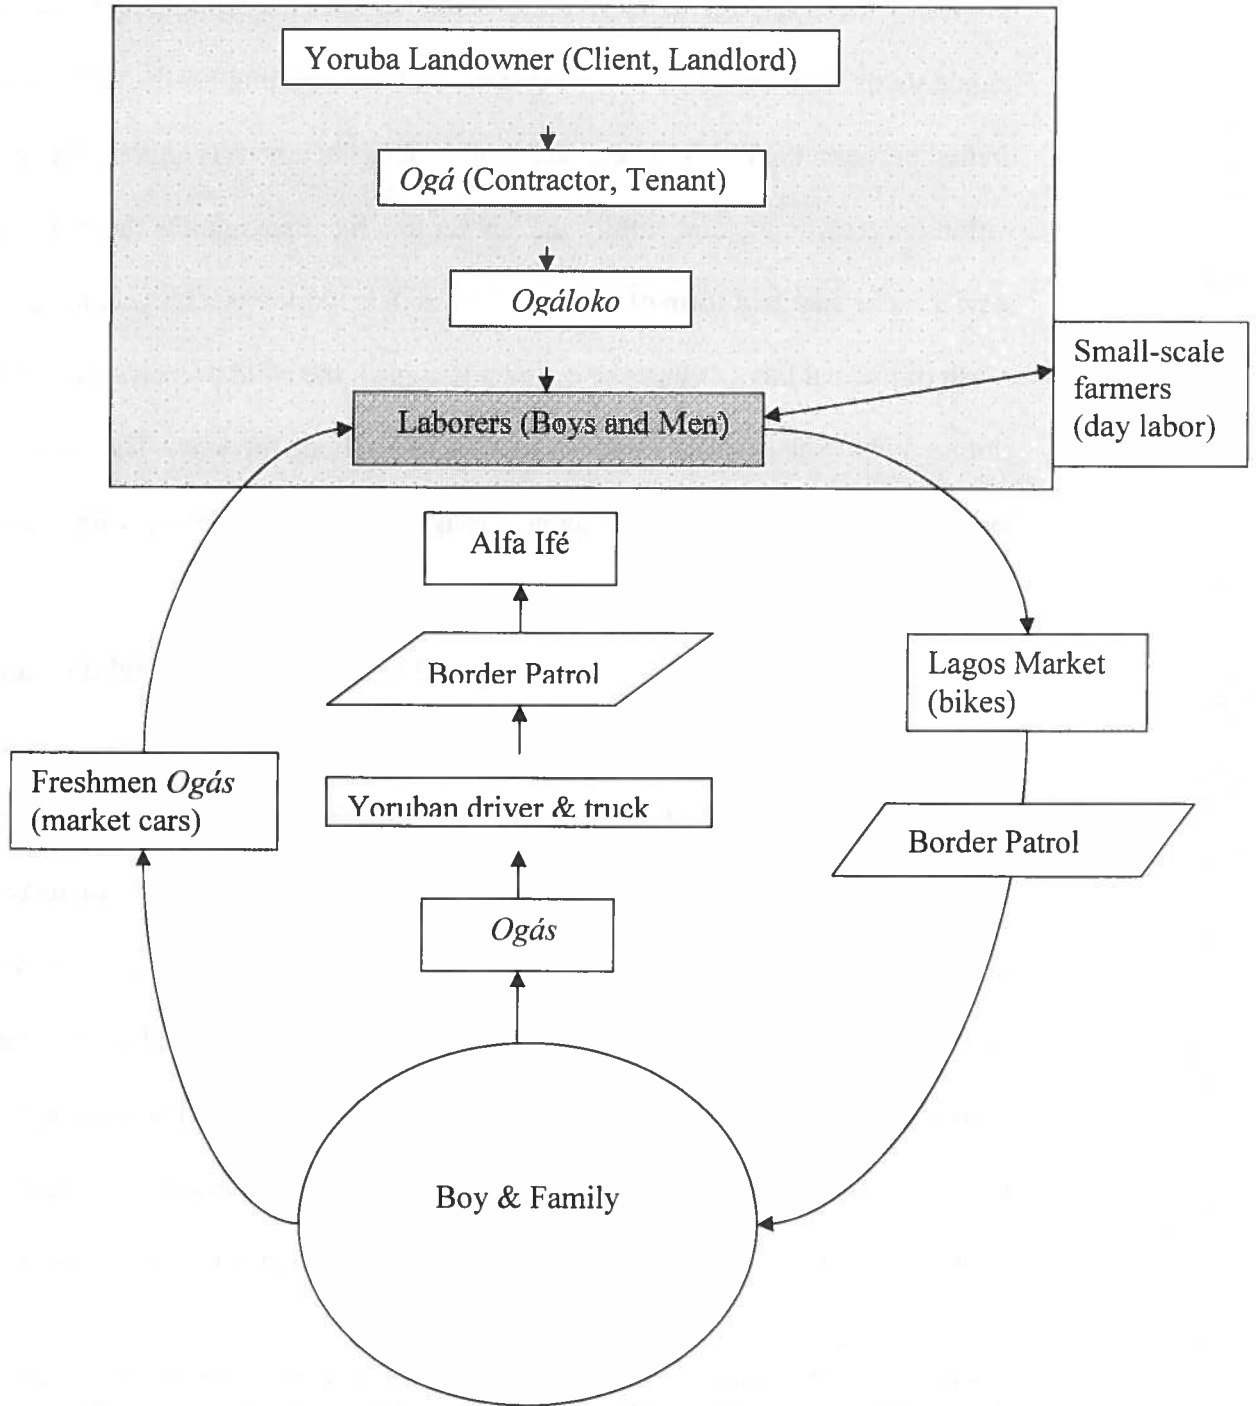 Yoruba Landowner (Client, Landlord)
Ogá (Contractor, Tenant)
Ogáloko
Small-scale
farmers
(day labor)
Laborers (Boys and Men)
Alfa Ifé
Border Patrol
Lagos Market
(bikes)
Freshmen Ogás
(market cars)
Yoruban driver & truck
Border Patrol
Ogás
Boy & Family